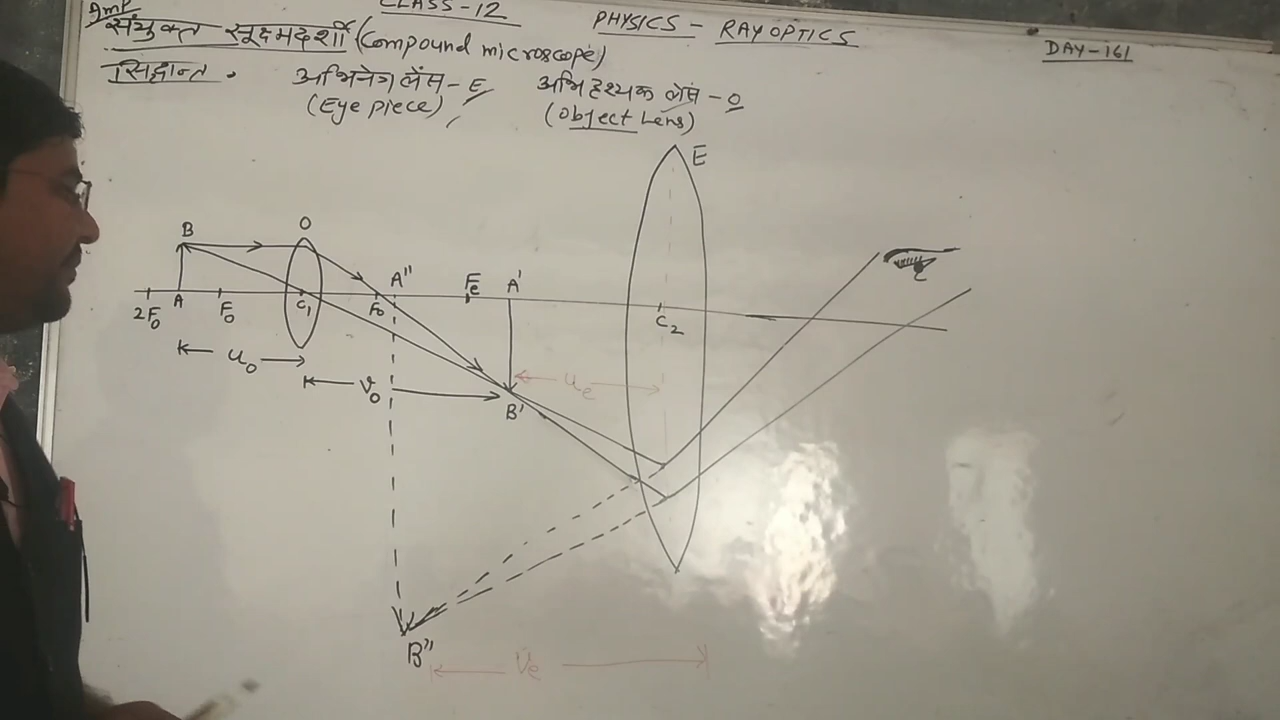 Imp
CLASS-12
PHYSICS - RAY OPTICS
DAY-161
संयुक्त सूक्ष्मदर्शी (Compound microscope)
सिद्धान्त.
अभिनेत्र लेंस - E
अभिदृश्यक लेंस - O
(Eye piece)
(Object Lens)
E
B
O
A"
Fe
A'
2Fo
A
Fo
C1
Fo
C2
uo
vo
ue
B'
B"
Ve